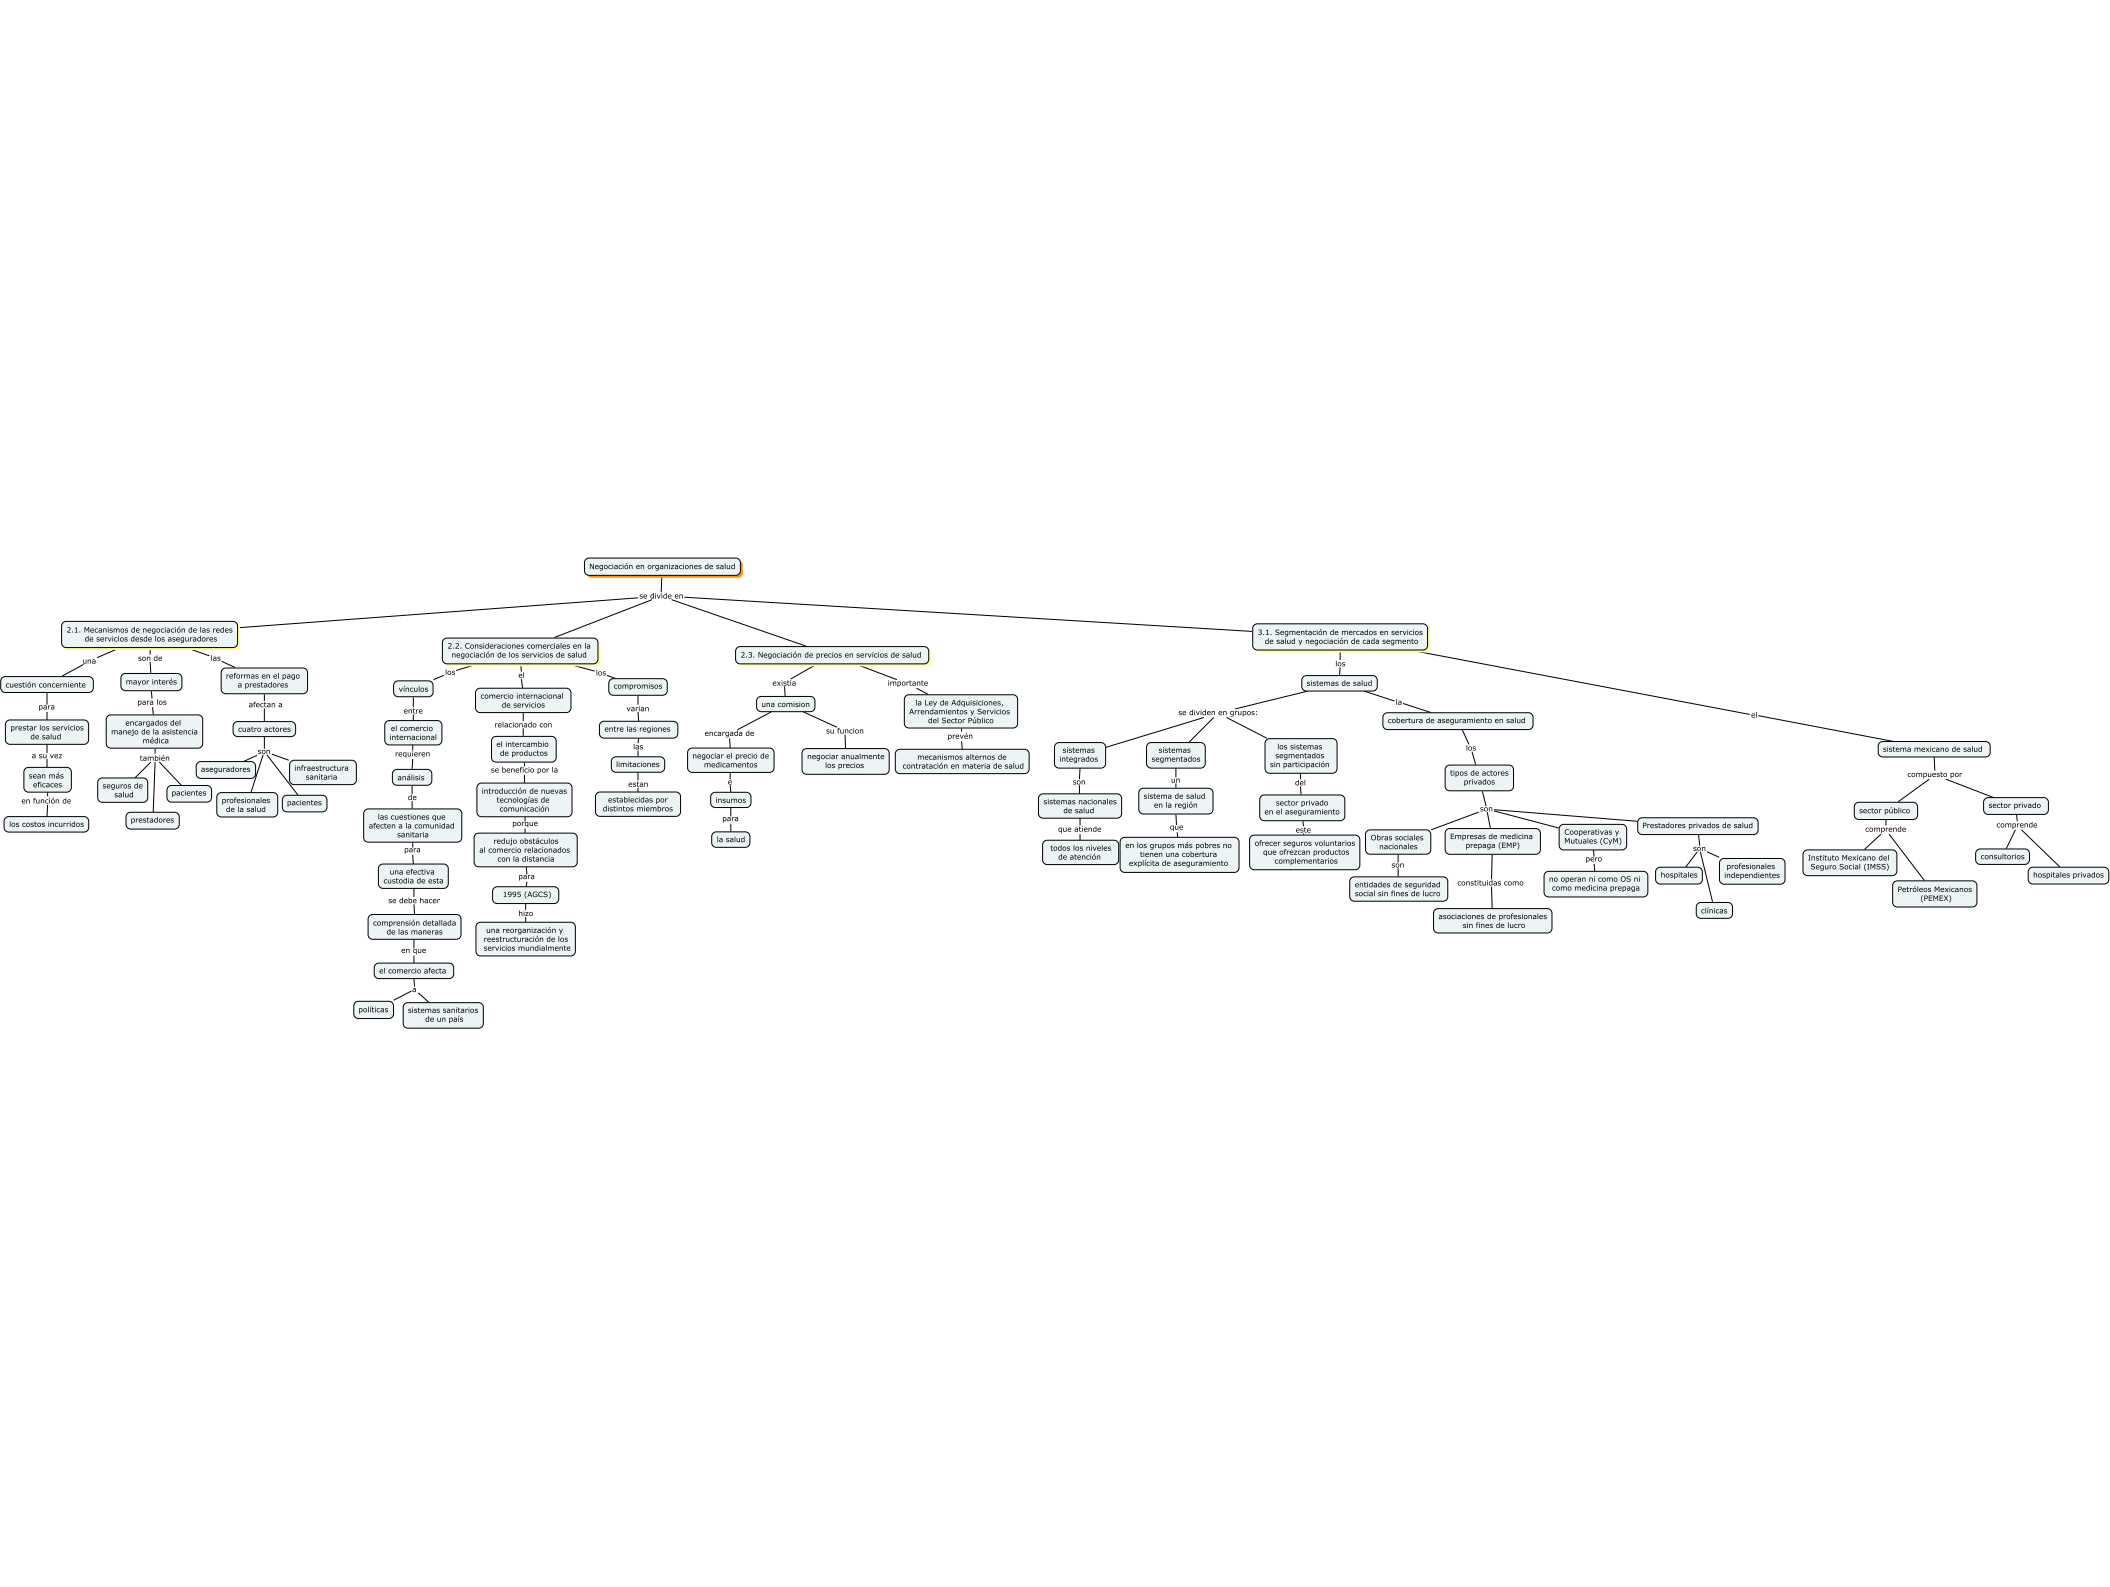 Negociación en organizaciones de salud
se divide en
2.1. Mecanismos de negociación de las redes
de servicios desde los aseguradores
una
cuestión concerniente
para
prestar los servicios
de salud
a su vez
sean más
eficaces
en función de
los costos incurridos
son de
mayor interés
para los
encargados del
manejo de la asistencia
médica
también
seguros de
salud
prestadores
pacientes
las
reformas en el pago
a prestadores
afectan a
cuatro actores
son
aseguradores
profesionales
de la salud
pacientes
infraestructura
sanitaria
2.2. Consideraciones comerciales en la
negociación de los servicios de salud
los
vínculos
entre
el comercio
internacional
requieren
análisis
de
las cuestiones que
afecten a la comunidad
sanitaria
para
una efectiva
custodia de esta
se debe hacer
comprensión detallada
de las maneras
en que
el comercio afecta
a
políticas
sistemas sanitarios
de un país
el
comercio internacional
de servicios
relacionado con
el intercambio
de productos
se beneficio por la
introducción de nuevas
tecnologías de
comunicación
porque
redujo obstáculos
al comercio relacionados
con la distancia
para
1995 (AGCS)
hizo
una reorganización y
reestructuración de los
servicios mundialmente
los
compromisos
varian
entre las regiones
las
limitaciones
estan
establecidas por
distintos miembros
2.3. Negociación de precios en servicios de salud
existia
una comision
encargada de
negociar el precio de
medicamentos
e
insumos
para
la salud
su funcion
negociar anualmente
los precios
importante
la Ley de Adquisiciones,
Arrendamientos y Servicios
del Sector Público
prevén
mecanismos alternos de
contratación en materia de salud
3.1. Segmentación de mercados en servicios
de salud y negociación de cada segmento
los
sistemas de salud
se dividen en grupos:
sistemas
integrados
son
sistemas nacionales
de salud
que atiende
todos los niveles
de atención
sistemas
segmentados
un
sistema de salud
en la región
que
en los grupos más pobres no
tienen una cobertura
explícita de aseguramiento
los sistemas
segmentados
sin participación
del
sector privado
en el aseguramiento
este
ofrecer seguros voluntarios
que ofrezcan productos
complementarios
la
cobertura de aseguramiento en salud
los
tipos de actores
privados
son
Obras sociales
nacionales
son
entidades de seguridad
social sin fines de lucro
Empresas de medicina
prepaga (EMP)
constituidas como
asociaciones de profesionales
sin fines de lucro
Cooperativas y
Mutuales (CyM)
pero
no operan ni como OS ni
como medicina prepaga
Prestadores privados de salud
son
hospitales
clínicas
profesionales
independientes
el
sistema mexicano de salud
compuesto por
sector público
comprende
Instituto Mexicano del
Seguro Social (IMSS)
Petróleos Mexicanos
(PEMEX)
sector privado
comprende
consultorios
hospitales privados